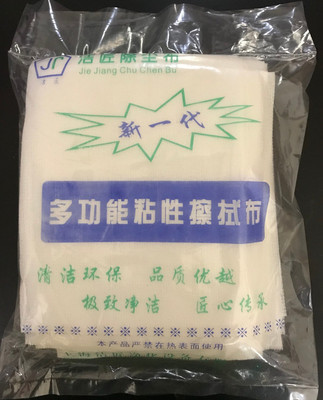 JJ
洁匠除尘布
Jie Jiang Chu Chen Bu
新一代
多功能粘性擦拭布
清洁环保 品质优越
极致净洁 匠心传承
本产品严禁在热表面使用